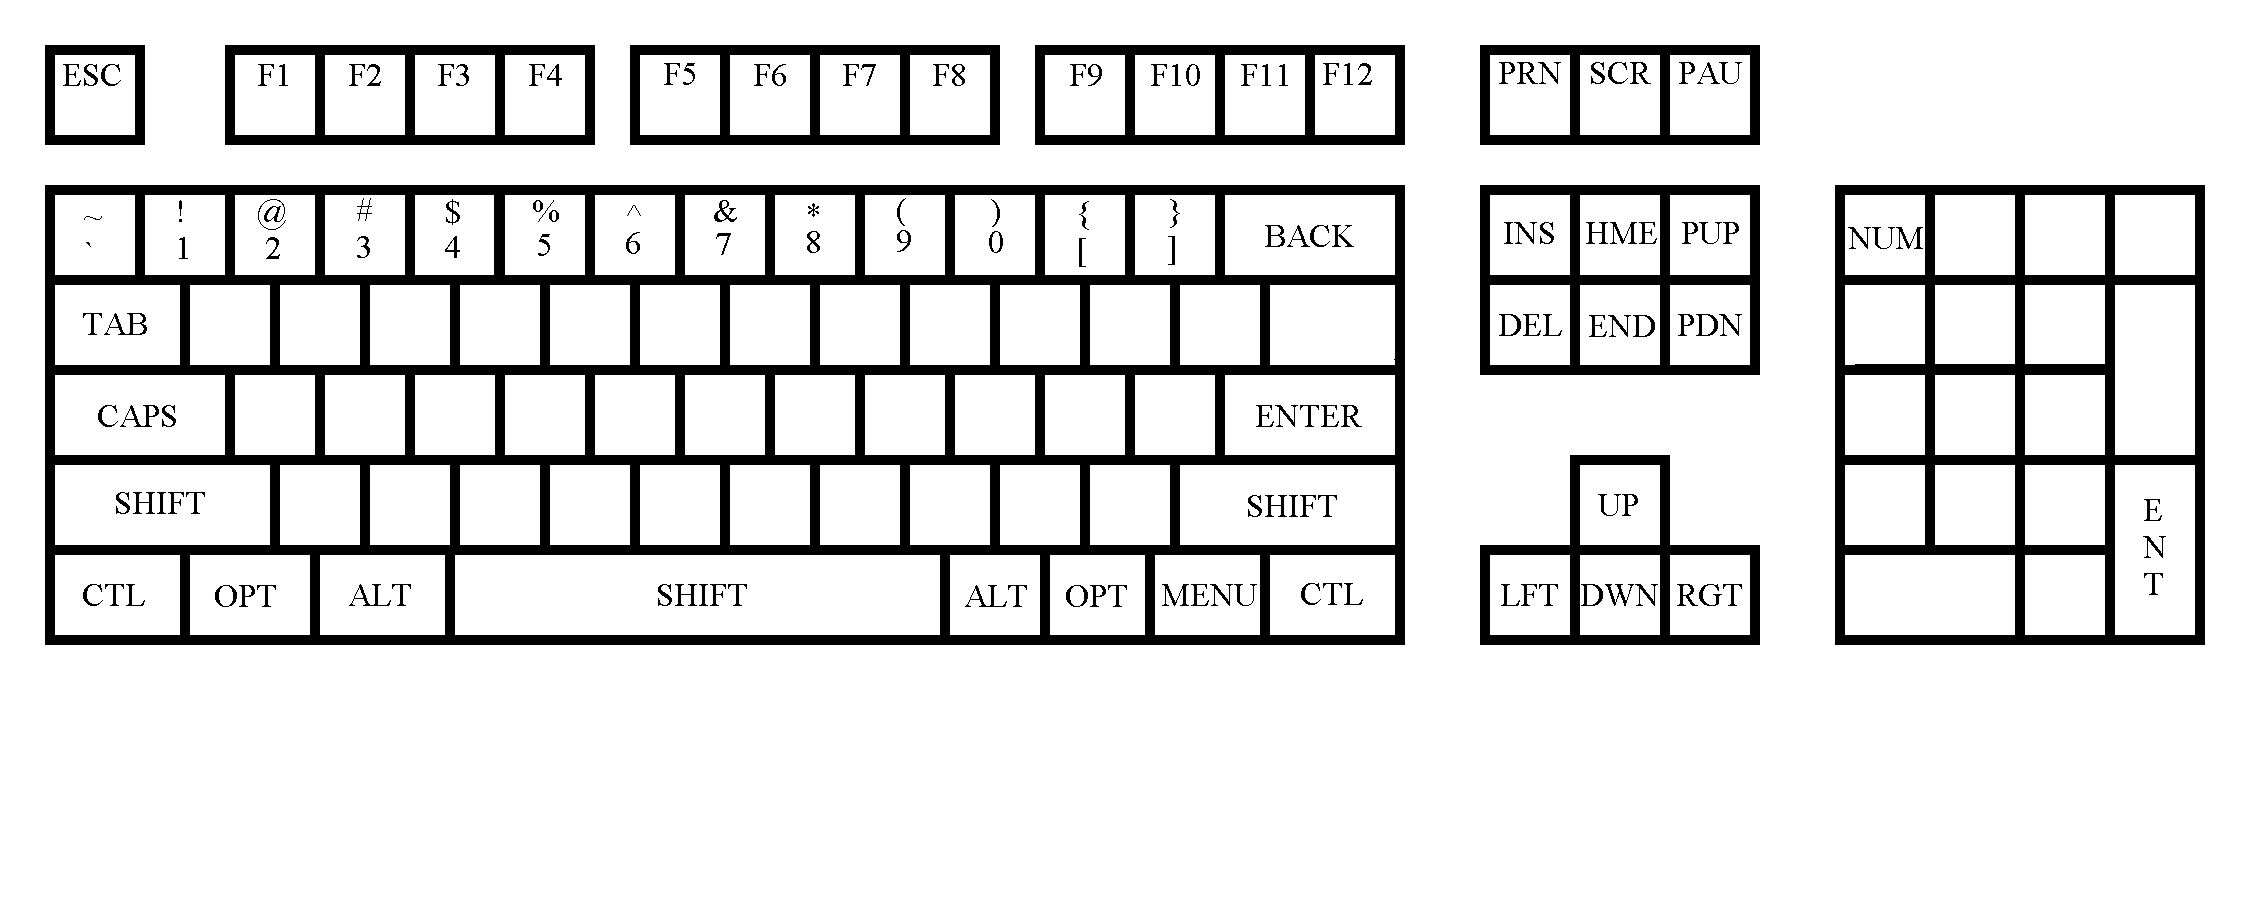 ESC F1 F2 F3 F4 F5 F6 F7 F8 F9 F10 F11 F12 PRN SCR PAU
~ ! @ # $ % ^ & * ( ) { }
` 1 2 3 4 5 6 7 8 9 0 [ ] BACK INS HME PUP NUM
TAB DEL END PDN
CAPS ENTER
SHIFT SHIFT UP
E
N
T
CTL OPT ALT SHIFT ALT OPT MENU CTL LFT DWN RGT